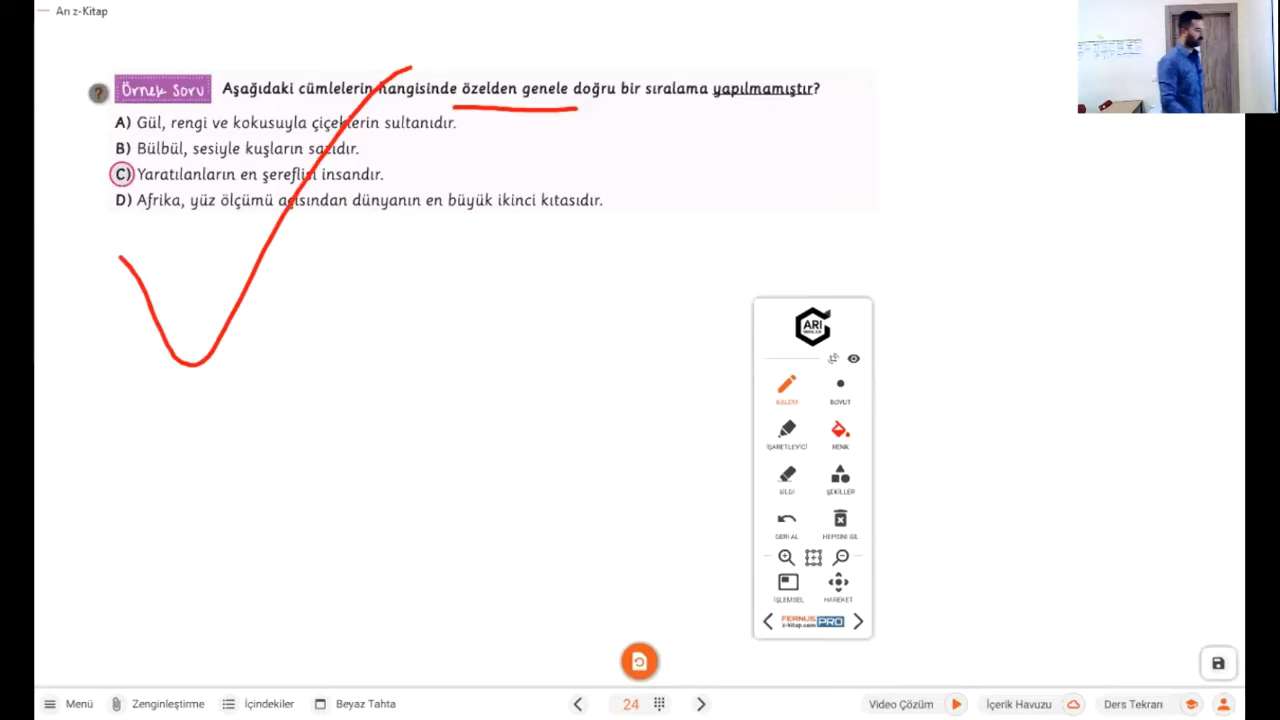 Arı z-Kitap
Örnek Soru Aşağıdaki cümlelerin hangisinde özelden genele doğru bir sıralama yapılmamıştır?
A) Gül, rengi ve kokusuyla çiçeklerin sultanıdır.
B) Bülbül, sesiyle kuşların sazıdır.
C) Yaratılanların en şereflisi insandır.
D) Afrika, yüz ölçümü açısından dünyanın en büyük ikinci kıtasıdır.
ARI
KALEM BOYUT
İŞARETLEYİCİ RENK
SİLGİ ŞEKİLLER
GERİ AL HEPSİNİ SİL
İŞLEMSEL HAREKET
FERNUS
z-kitap.com PRO
Menü Zenginleştirme İçindekiler Beyaz Tahta 24 Video Çözüm İçerik Havuzu Ders Tekrarı